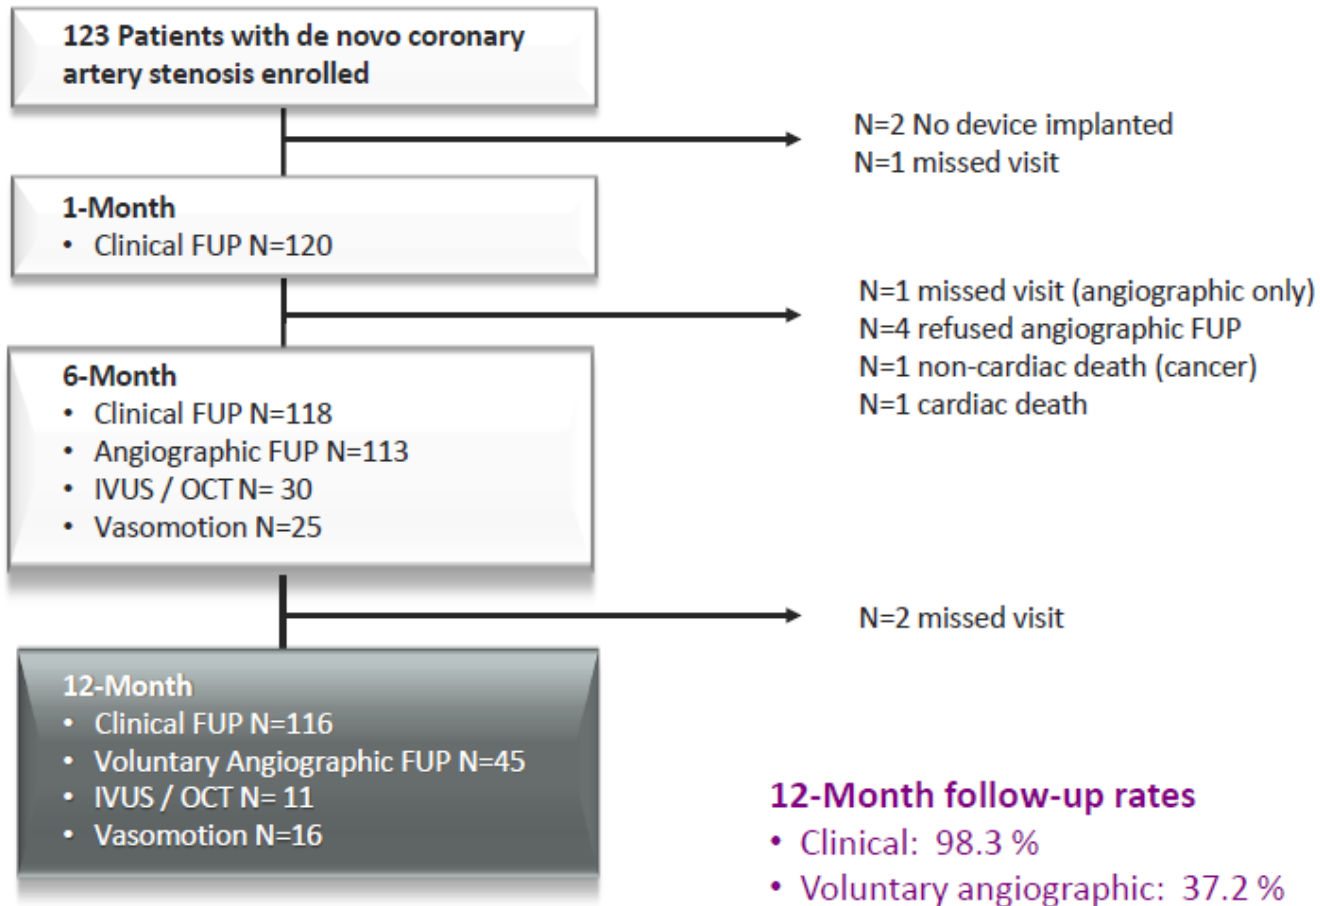 123 Patients with de novo coronary
artery stenosis enrolled
N=2 No device implanted
N=1 missed visit
1-Month
• Clinical FUP N=120
N=1 missed visit (angiographic only)
N=4 refused angiographic FUP
N=1 non-cardiac death (cancer)
N=1 cardiac death
6-Month
• Clinical FUP N=118
• Angiographic FUP N=113
• IVUS / OCT N= 30
• Vasomotion N=25
N=2 missed visit
12-Month
• Clinical FUP N=116
• Voluntary Angiographic FUP N=45
• IVUS / OCT N= 11
• Vasomotion N=16
12-Month follow-up rates
• Clinical: 98.3 %
• Voluntary angiographic: 37.2 %